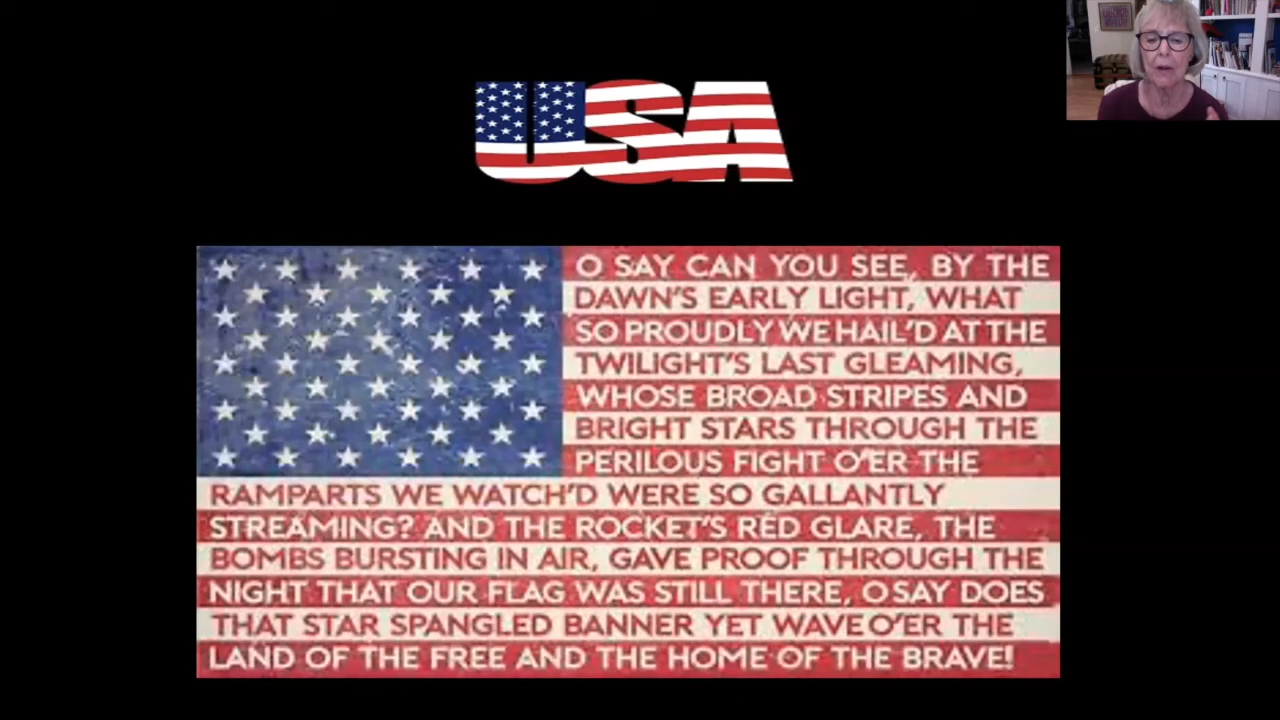 USA
O SAY CAN YOU SEE, BY THE
DAWN'S EARLY LIGHT, WHAT
SO PROUDLY WE HAIL'D AT THE
TWILIGHT'S LAST GLEAMING,
WHOSE BROAD STRIPES AND
BRIGHT STARS THROUGH THE
PERILOUS FIGHT O'ER THE
RAMPARTS WE WATCH'D WERE SO GALLANTLY
STREAMING? AND THE ROCKET'S RED GLARE, THE
BOMBS BURSTING IN AIR, GAVE PROOF THROUGH THE
NIGHT THAT OUR FLAG WAS STILL THERE, O SAY DOES
THAT STAR SPANGLED BANNER YET WAVE O'ER THE
LAND OF THE FREE AND THE HOME OF THE BRAVE!